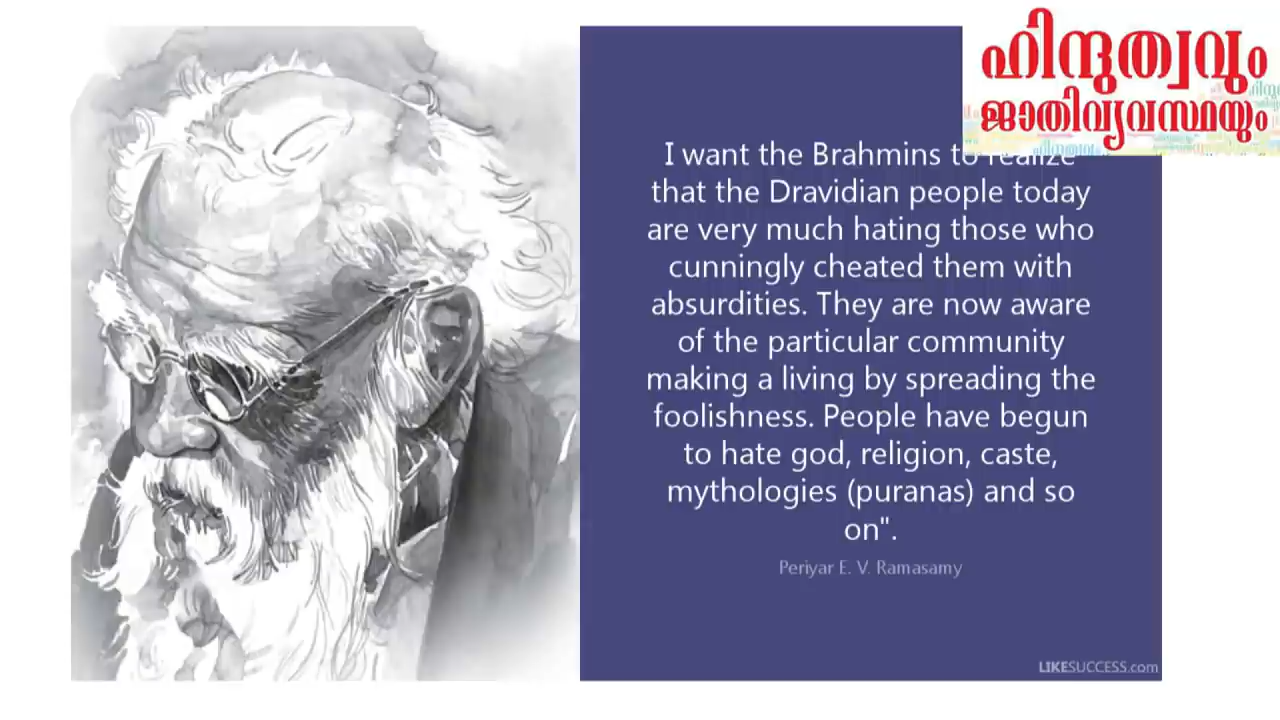 ഹിന്ദുത്വവും
ജാതിവ്യവസ്ഥയും
I want the Brahmins to realize
that the Dravidian people today
are very much hating those who
cunningly cheated them with
absurdities. They are now aware
of the particular community
making a living by spreading the
foolishness. People have begun
to hate god, religion, caste,
mythologies (puranas) and so
on".
Periyar E. V. Ramasamy
LIKESUCCESS.com